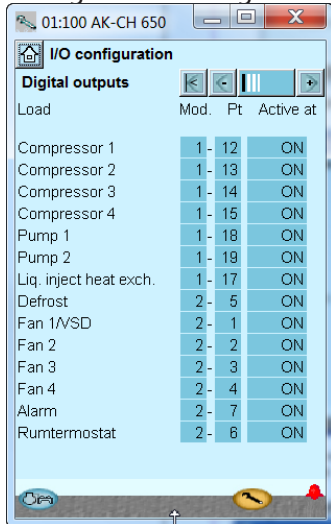 01:100 AK-CH 650
I/O configuration
Digital outputs
Load Mod. Pt Active at
Compressor 1 1 - 12 ON
Compressor 2 1 - 13 ON
Compressor 3 1 - 14 ON
Compressor 4 1 - 15 ON
Pump 1 1 - 18 ON
Pump 2 1 - 19 ON
Liq. inject heat exch. 1 - 17 ON
Defrost 2 - 5 ON
Fan 1/VSD 2 - 1 ON
Fan 2 2 - 2 ON
Fan 3 2 - 3 ON
Fan 4 2 - 4 ON
Alarm 2 - 7 ON
Rumtermostat 2 - 6 ON